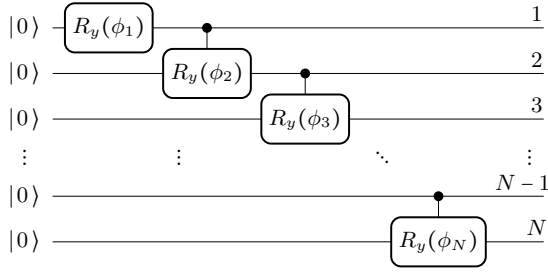 |0⟩ R_y(ϕ_1) 1
|0⟩ R_y(ϕ_2) 2
|0⟩ R_y(ϕ_3) 3
⋮ ⋮ ⋱ ⋮
|0⟩ N − 1
|0⟩ R_y(ϕ_N) N